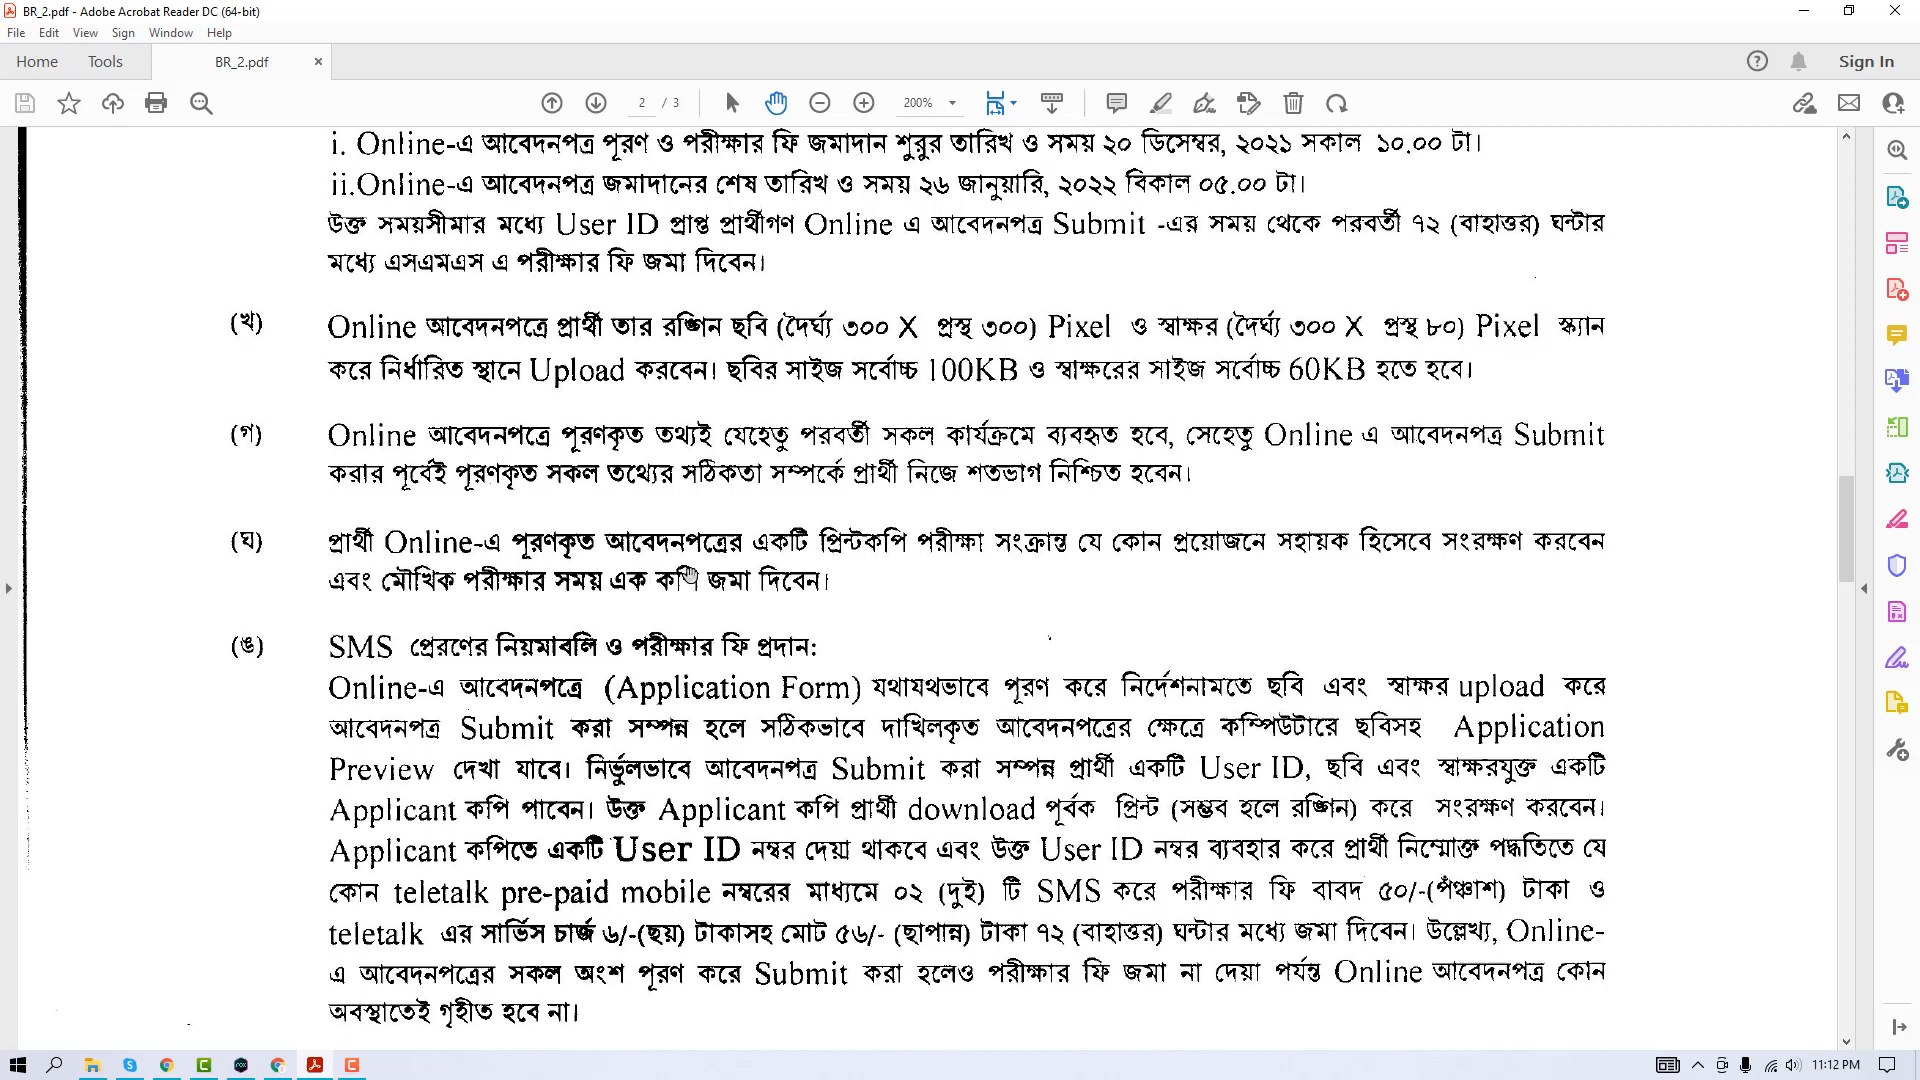 BR_2.pdf - Adobe Acrobat Reader DC (64-bit)
File Edit View Sign Window Help
Home Tools BR_2.pdf × Sign In
2 / 3 200%
i. Online-এ আবেদনপত্র পূরণ ও পরীক্ষার ফি জমাদান শুরুর তারিখ ও সময় ২০ ডিসেম্বর, ২০২১ সকাল ১০.০০ টা।
ii.Online-এ আবেদনপত্র জমাদানের শেষ তারিখ ও সময় ২৬ জানুয়ারি, ২০২২ বিকাল ০৫.০০ টা।
উক্ত সময়সীমার মধ্যে User ID প্রাপ্ত প্রার্থীগণ Online এ আবেদনপত্র Submit -এর সময় থেকে পরবর্তী ৭২ (বাহাত্তর) ঘন্টার
মধ্যে এসএমএস এ পরীক্ষার ফি জমা দিবেন।
(খ) Online আবেদনপত্রে প্রার্থী তার রঙ্গিন ছবি (দৈর্ঘ্য ৩০০ X প্রস্থ ৩০০) Pixel ও স্বাক্ষর (দৈর্ঘ্য ৩০০ X প্রস্থ ৮০) Pixel স্ক্যান
করে নির্ধারিত স্থানে Upload করবেন। ছবির সাইজ সর্বোচ্চ 100KB ও স্বাক্ষরের সাইজ সর্বোচ্চ 60KB হতে হবে।
(গ) Online আবেদনপত্রে পূরণকৃত তথ্যই যেহেতু পরবর্তী সকল কার্যক্রমে ব্যবহৃত হবে, সেহেতু Online এ আবেদনপত্র Submit
করার পূর্বেই পূরণকৃত সকল তথ্যের সঠিকতা সম্পর্কে প্রার্থী নিজে শতভাগ নিশ্চিত হবেন।
(ঘ) প্রার্থী Online-এ পূরণকৃত আবেদনপত্রের একটি প্রিন্টকপি পরীক্ষা সংক্রান্ত যে কোন প্রয়োজনে সহায়ক হিসেবে সংরক্ষণ করবেন
এবং মৌখিক পরীক্ষার সময় এক কপি জমা দিবেন।
(ঙ) SMS প্রেরণের নিয়মাবলি ও পরীক্ষার ফি প্রদান:
Online-এ আবেদনপত্রে (Application Form) যথাযথভাবে পূরণ করে নির্দেশনামতে ছবি এবং স্বাক্ষর upload করে
আবেদনপত্র Submit করা সম্পন্ন হলে সঠিকভাবে দাখিলকৃত আবেদনপত্রের ক্ষেত্রে কম্পিউটারে ছবিসহ Application
Preview দেখা যাবে। নির্ভুলভাবে আবেদনপত্র Submit করা সম্পন্ন প্রার্থী একটি User ID, ছবি এবং স্বাক্ষরযুক্ত একটি
Applicant কপি পাবেন। উক্ত Applicant কপি প্রার্থী download পূর্বক প্রিন্ট (সম্ভব হলে রঙ্গিন) করে সংরক্ষণ করবেন।
Applicant কপিতে একটি User ID নম্বর দেয়া থাকবে এবং উক্ত User ID নম্বর ব্যবহার করে প্রার্থী নিম্মোক্ত পদ্ধতিতে যে
কোন teletalk pre-paid mobile নম্বরের মাধ্যমে ০২ (দুই) টি SMS করে পরীক্ষার ফি বাবদ ৫০/-(পঁঞ্চাশ) টাকা ও
teletalk এর সার্ভিস চার্জ ৬/-(ছয়) টাকাসহ মোট ৫৬/- (ছাপান্ন) টাকা ৭২ (বাহাত্তর) ঘন্টার মধ্যে জমা দিবেন। উল্লেখ্য, Online-
এ আবেদনপত্রের সকল অংশ পূরণ করে Submit করা হলেও পরীক্ষার ফি জমা না দেয়া পর্যন্ত Online আবেদনপত্র কোন
অবস্থাতেই গৃহীত হবে না।
11:12 PM